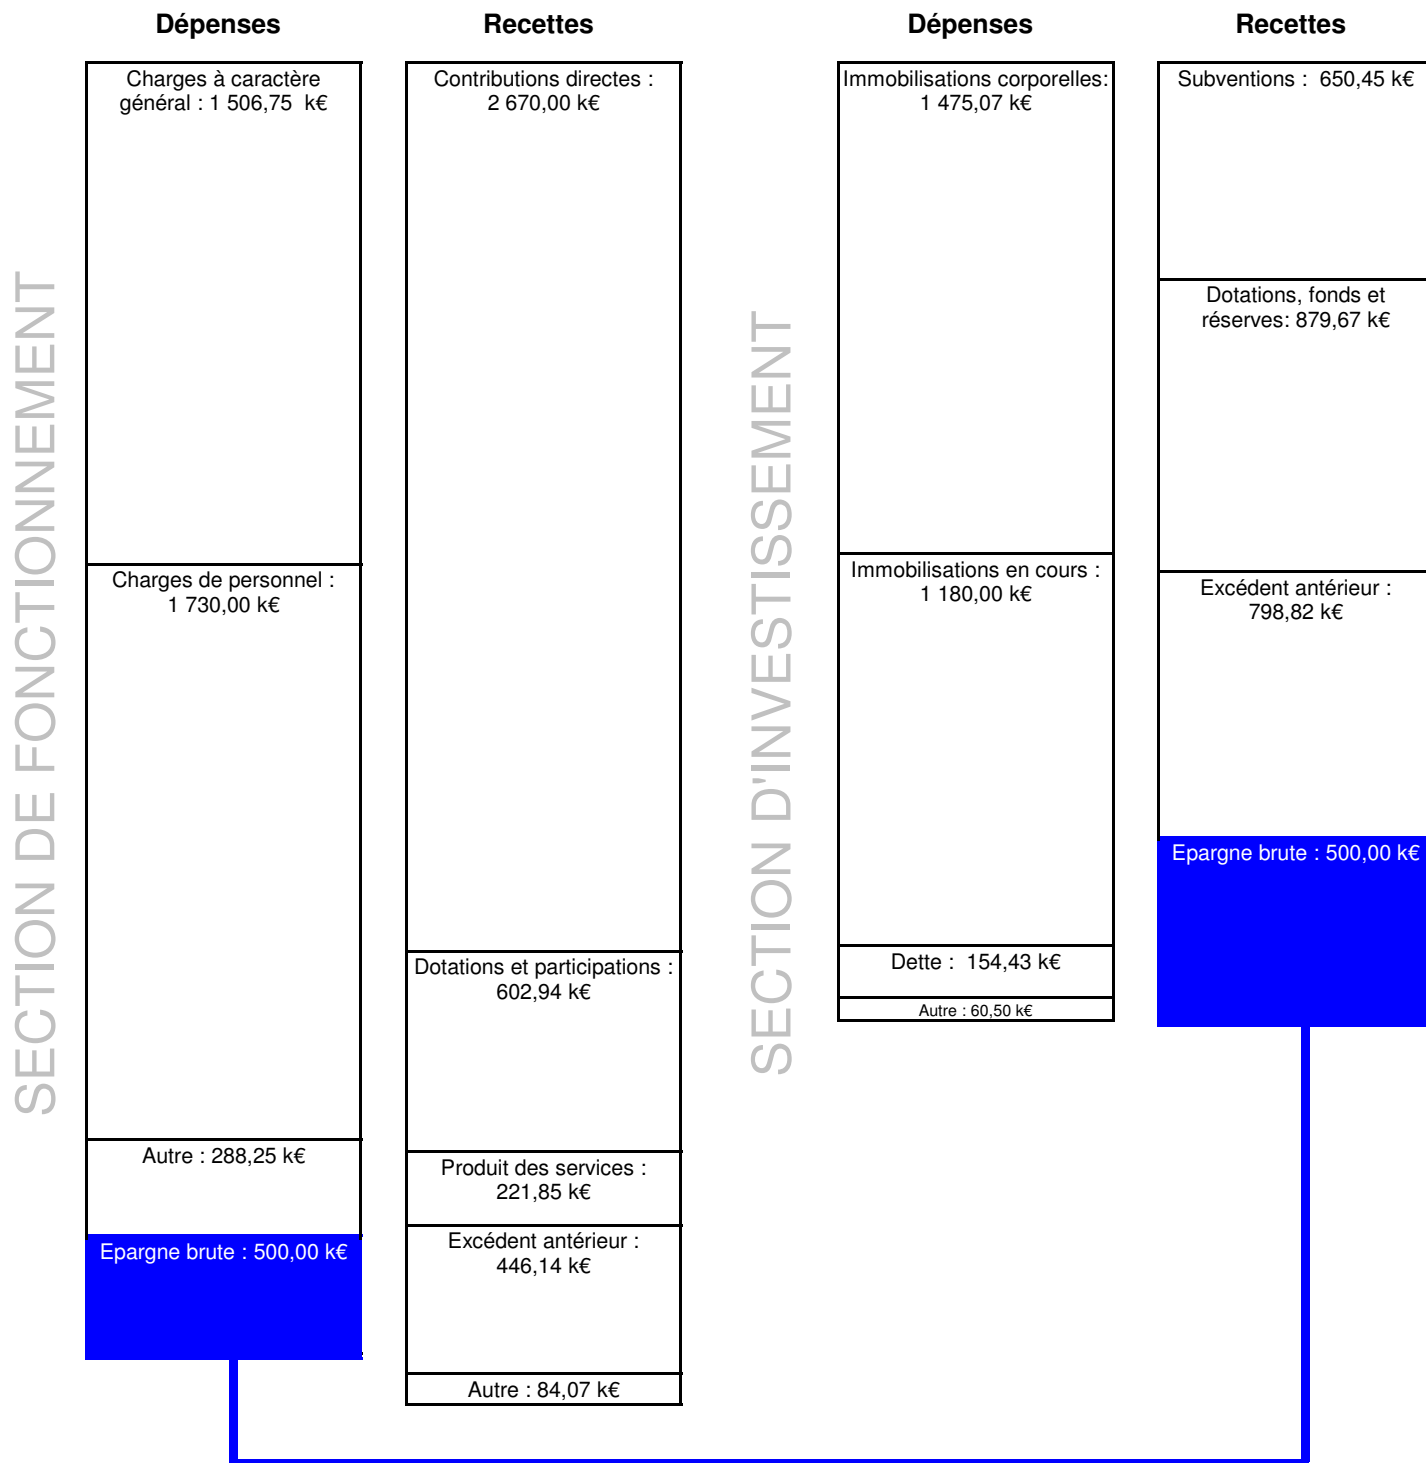 Dépenses
Recettes
Dépenses
Recettes
SECTION DE FONCTIONNEMENT
Charges à caractère
général : 1 506,75  k€
Charges de personnel :
1 730,00 k€
Autre : 288,25 k€
Epargne brute : 500,00 k€
Contributions directes :
2 670,00 k€
Dotations et participations :
602,94 k€
Produit des services :
221,85 k€
Excédent antérieur :
446,14 k€
Autre : 84,07 k€
SECTION D'INVESTISSEMENT
Immobilisations corporelles:
1 475,07 k€
Immobilisations en cours :
1 180,00 k€
Dette :  154,43 k€
Autre : 60,50 k€
Subventions :  650,45 k€
Dotations, fonds et
réserves: 879,67 k€
Excédent antérieur :
798,82 k€
Epargne brute : 500,00 k€